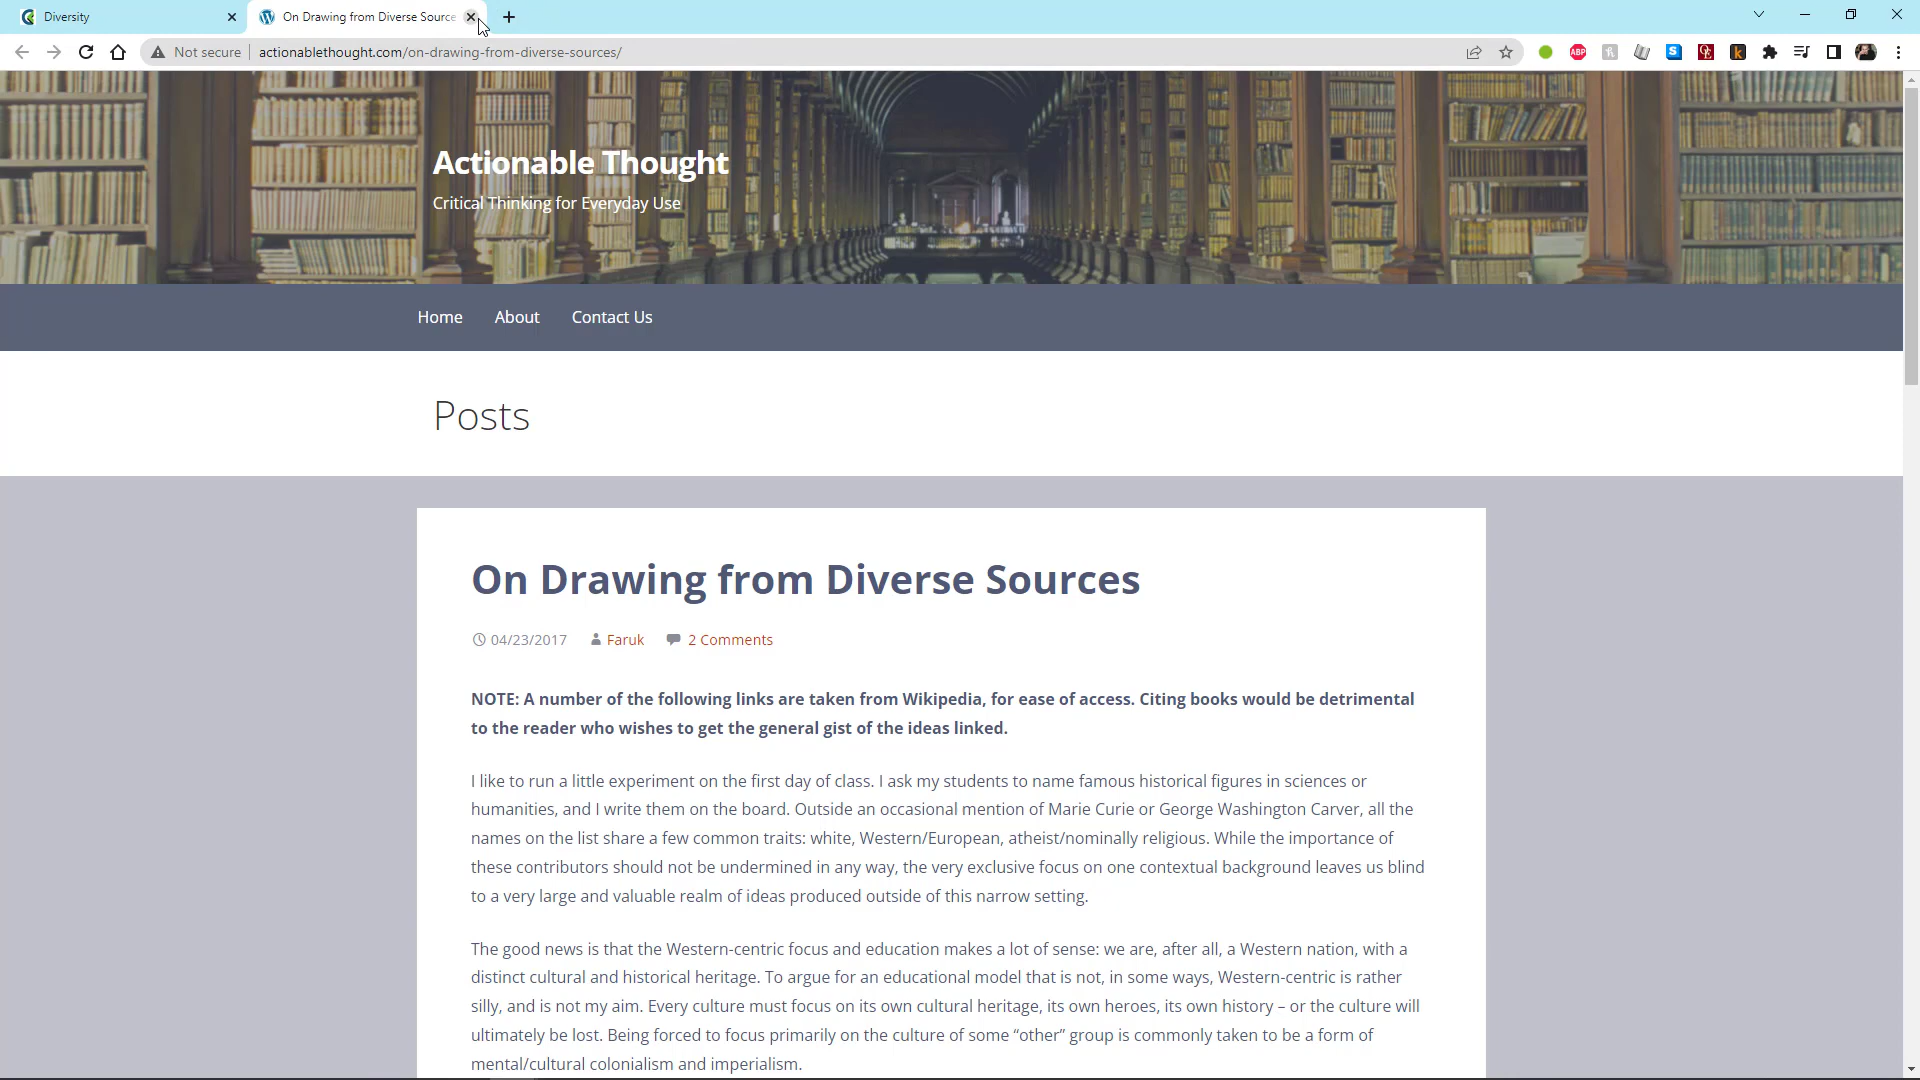 Diversity
On Drawing from Diverse Source
Not secure
actionablethought.com/on-drawing-from-diverse-sources/
ABP
Actionable Thought
Critical Thinking for Everyday Use
Home
About
Contact Us
Posts
On Drawing from Diverse Sources
04/23/2017
Faruk
2 Comments
NOTE: A number of the following links are taken from Wikipedia, for ease of access. Citing books would be detrimental
to the reader who wishes to get the general gist of the ideas linked.
I like to run a little experiment on the first day of class. I ask my students to name famous historical figures in sciences or
humanities, and I write them on the board. Outside an occasional mention of Marie Curie or George Washington Carver, all the
names on the list share a few common traits: white, Western/European, atheist/nominally religious. While the importance of
these contributors should not be undermined in any way, the very exclusive focus on one contextual background leaves us blind
to a very large and valuable realm of ideas produced outside of this narrow setting.
The good news is that the Western-centric focus and education makes a lot of sense: we are, after all, a Western nation, with a
distinct cultural and historical heritage. To argue for an educational model that is not, in some ways, Western-centric is rather
silly, and is not my aim. Every culture must focus on its own cultural heritage, its own heroes, its own history – or the culture will
ultimately be lost. Being forced to focus primarily on the culture of some “other” group is commonly taken to be a form of
mental/cultural colonialism and imperialism.